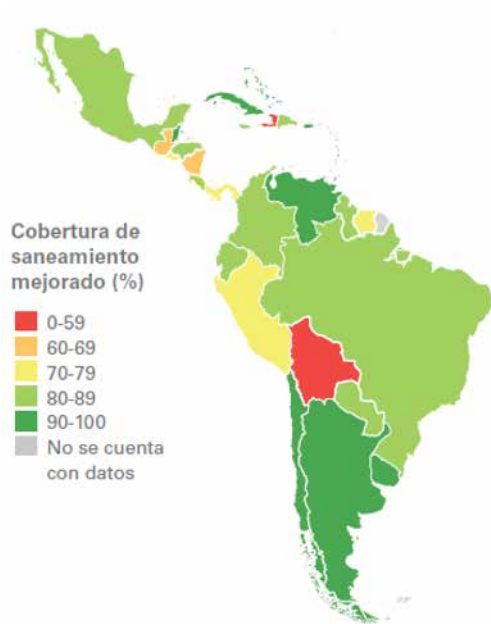 Cobertura de
saneamiento
mejorado (%)
0-59
60-69
70-79
80-89
90-100
No se cuenta
con datos